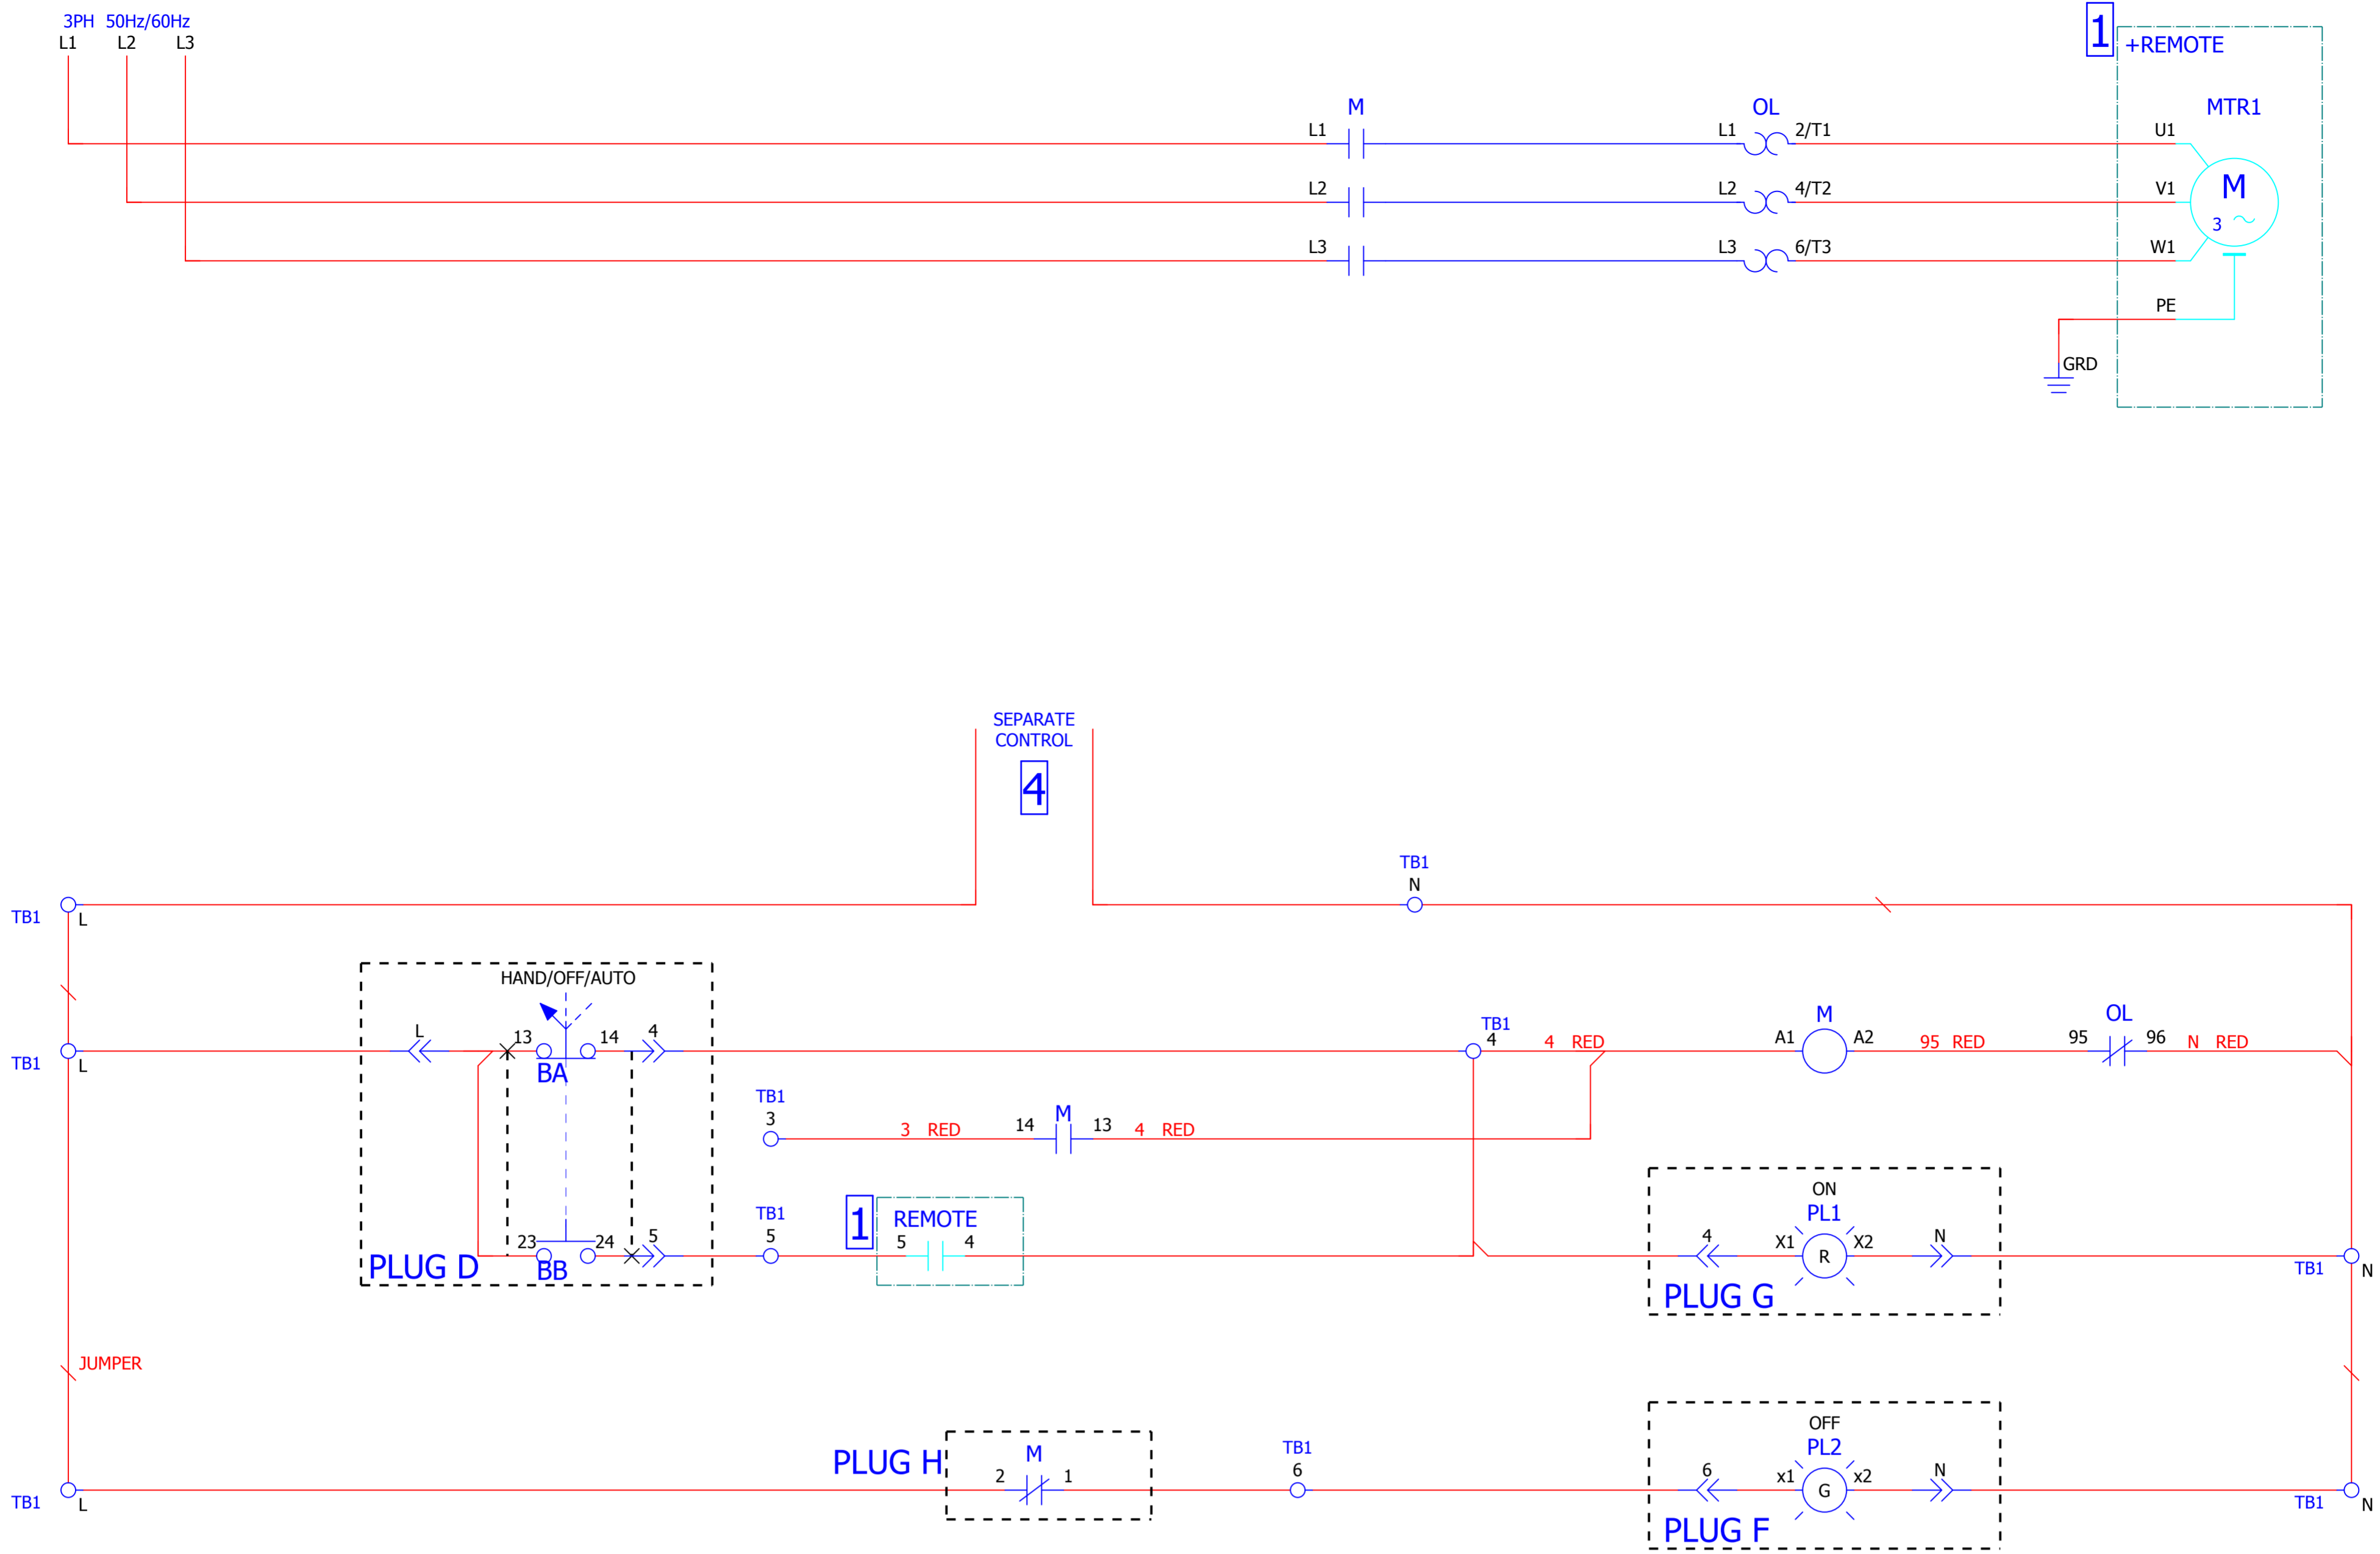 3PH 50Hz/60Hz
L1 L2 L3
1
+REMOTE
M
OL
MTR1
L1
L1
2/T1
U1
L2
L2
4/T2
V1
M
3
L3
L3
6/T3
W1
PE
GRD
SEPARATE
CONTROL
4
TB1
N
TB1
L
HAND/OFF/AUTO
L
13
14
4
BA
TB1
L
TB1
4
4 RED
M
A1
A2
95 RED
OL
95
96
N RED
TB1
3
3 RED
14
M
13
4 RED
23
24
5
BB
PLUG D
TB1
5
1
REMOTE
5
4
ON
PL1
4
X1
R
X2
N
PLUG G
TB1
N
JUMPER
TB1
L
PLUG H
M
2
1
TB1
6
OFF
PL2
6
x1
G
x2
N
PLUG F
TB1
N